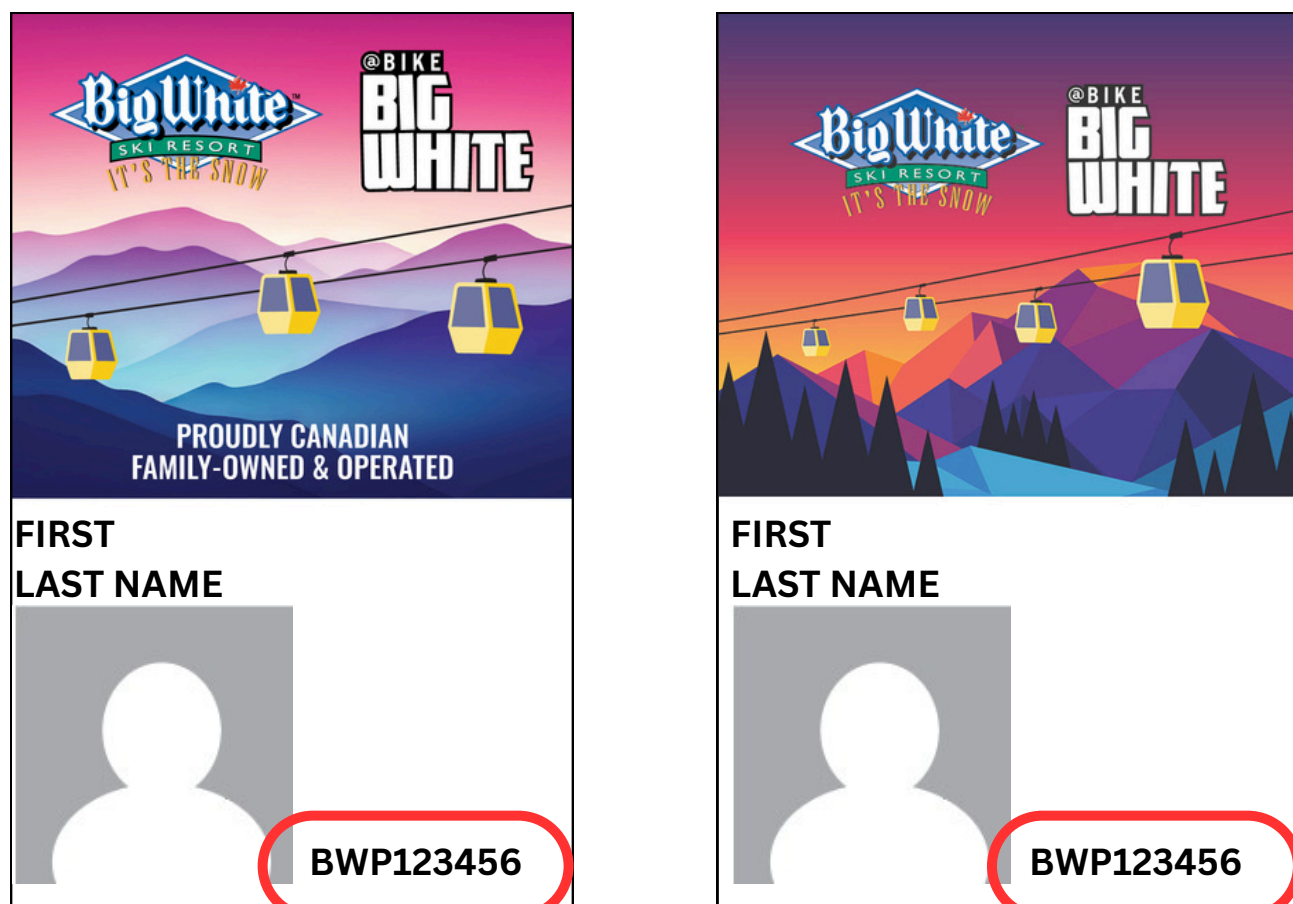 Big White™
SKI RESORT
IT'S THE SNOW
@BIKE
BIG
WHITE
PROUDLY CANADIAN
FAMILY-OWNED & OPERATED
FIRST
LAST NAME
BWP123456
Big White
SKI RESORT
IT'S THE SNOW
@BIKE
BIG
WHITE
FIRST
LAST NAME
BWP123456